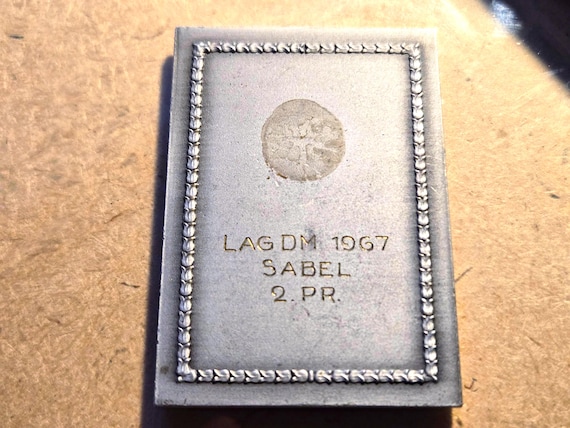 LAG DM 1967
SABEL
2. PR.